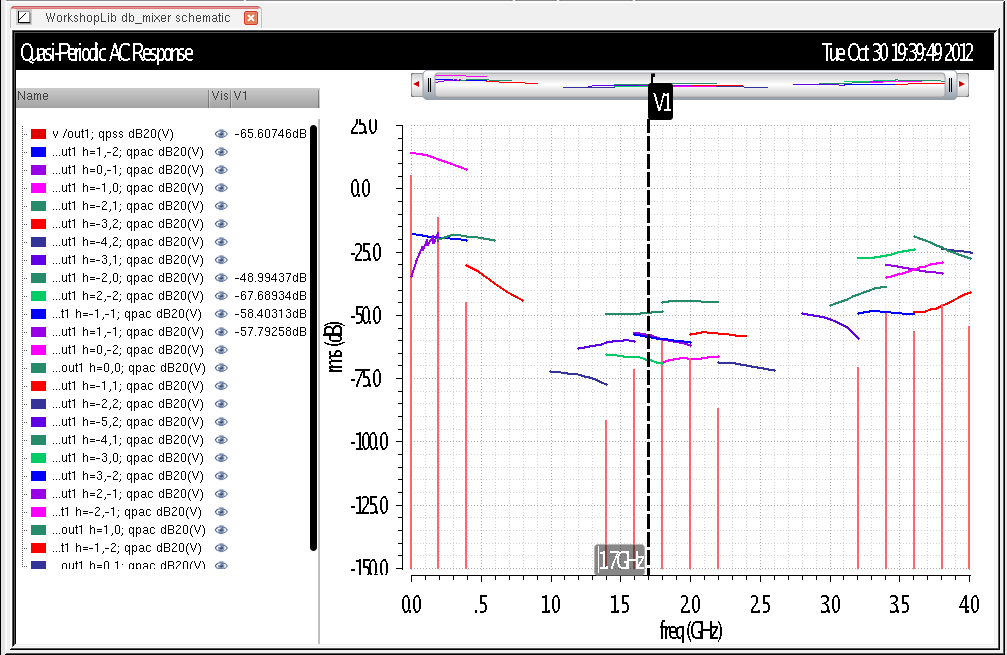 WorkshopLib db_mixer schematic
Quasi-Periodic AC Response
Tue Oct 30 19:39:49 2012
Name Vis V1
v /out1; qpss dB20(V) -65.60746dB
...ut1 h=1,-2; qpac dB20(V)
...ut1 h=0,-1; qpac dB20(V)
...ut1 h=-1,0; qpac dB20(V)
...ut1 h=-2,1; qpac dB20(V)
...ut1 h=-3,2; qpac dB20(V)
...ut1 h=-4,2; qpac dB20(V)
...ut1 h=-3,1; qpac dB20(V)
...ut1 h=-2,0; qpac dB20(V) -48.99437dB
...ut1 h=2,-2; qpac dB20(V) -67.68934dB
...t1 h=-1,-1; qpac dB20(V) -58.40313dB
...ut1 h=1,-1; qpac dB20(V) -57.79258dB
...ut1 h=0,-2; qpac dB20(V)
...out1 h=0,0; qpac dB20(V)
...ut1 h=-1,1; qpac dB20(V)
...ut1 h=-2,2; qpac dB20(V)
...ut1 h=-5,2; qpac dB20(V)
...ut1 h=-4,1; qpac dB20(V)
...ut1 h=-3,0; qpac dB20(V)
...ut1 h=3,-2; qpac dB20(V)
...ut1 h=2,-1; qpac dB20(V)
...t1 h=-2,-1; qpac dB20(V)
...out1 h=1,0; qpac dB20(V)
...t1 h=-1,-2; qpac dB20(V)
...out1 h=0,1; qpac dB20(V)
V1
25.0
0.0
-25.0
-50.0
-75.0
-100.0
-125.0
-150.0
rms (dB)
1.7GHz
0.0 .5 1.0 1.5 2.0 2.5 3.0 3.5 4.0
freq (GHz)